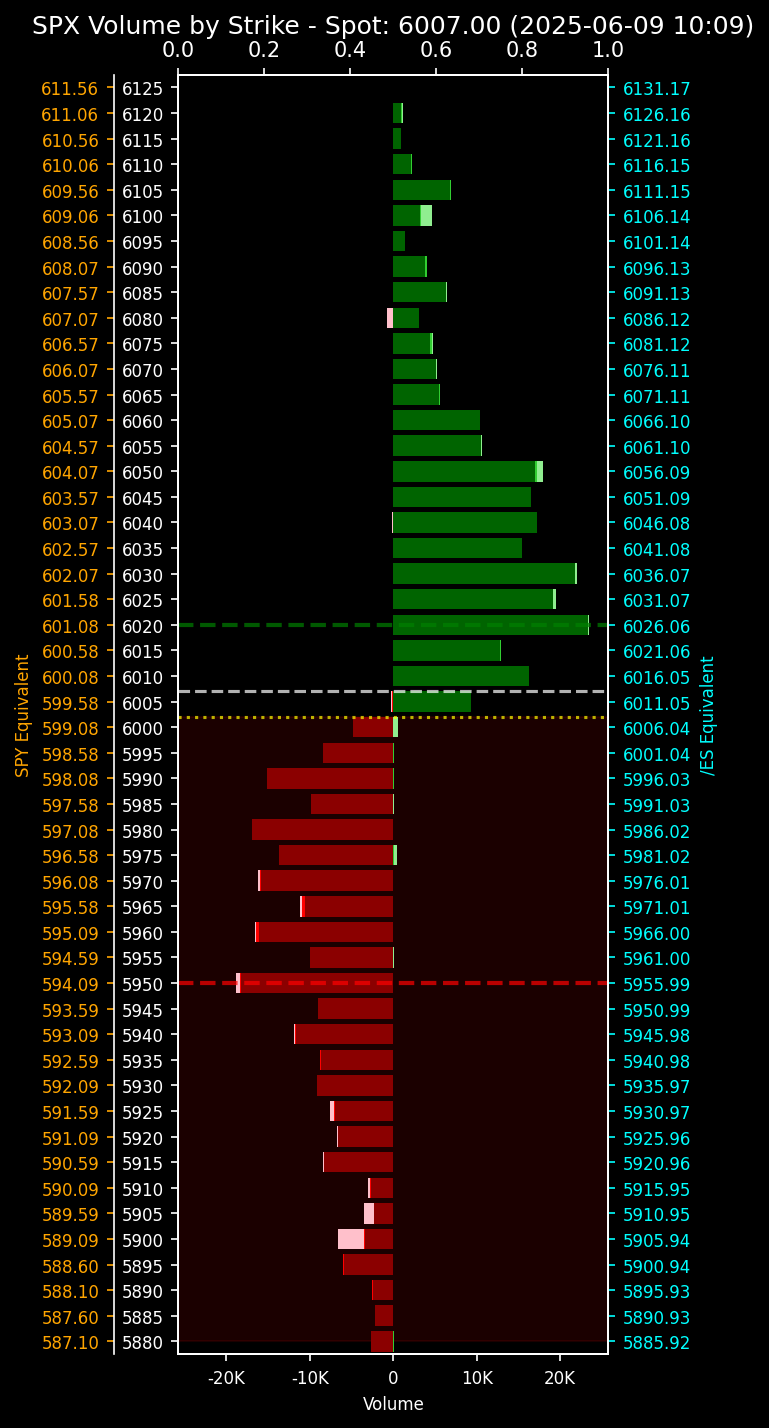 SPX Volume by Strike - Spot: 6007.00 (2025-06-09 10:09)
0.0 0.2 0.4 0.6 0.8 1.0
611.56 6125 6131.17
611.06 6120 6126.16
610.56 6115 6121.16
610.06 6110 6116.15
609.56 6105 6111.15
609.06 6100 6106.14
608.56 6095 6101.14
608.07 6090 6096.13
607.57 6085 6091.13
607.07 6080 6086.12
606.57 6075 6081.12
606.07 6070 6076.11
605.57 6065 6071.11
605.07 6060 6066.10
604.57 6055 6061.10
604.07 6050 6056.09
603.57 6045 6051.09
603.07 6040 6046.08
602.57 6035 6041.08
602.07 6030 6036.07
601.58 6025 6031.07
601.08 6020 6026.06
600.58 6015 6021.06
600.08 6010 6016.05
599.58 6005 6011.05
599.08 6000 6006.04
598.58 5995 6001.04
598.08 5990 5996.03
597.58 5985 5991.03
597.08 5980 5986.02
596.58 5975 5981.02
596.08 5970 5976.01
595.58 5965 5971.01
595.09 5960 5966.00
594.59 5955 5961.00
594.09 5950 5955.99
593.59 5945 5950.99
593.09 5940 5945.98
592.59 5935 5940.98
592.09 5930 5935.97
591.59 5925 5930.97
591.09 5920 5925.96
590.59 5915 5920.96
590.09 5910 5915.95
589.59 5905 5910.95
589.09 5900 5905.94
588.60 5895 5900.94
588.10 5890 5895.93
587.60 5885 5890.93
587.10 5880 5885.92
SPY Equivalent
/ES Equivalent
-20K -10K 0 10K 20K
Volume